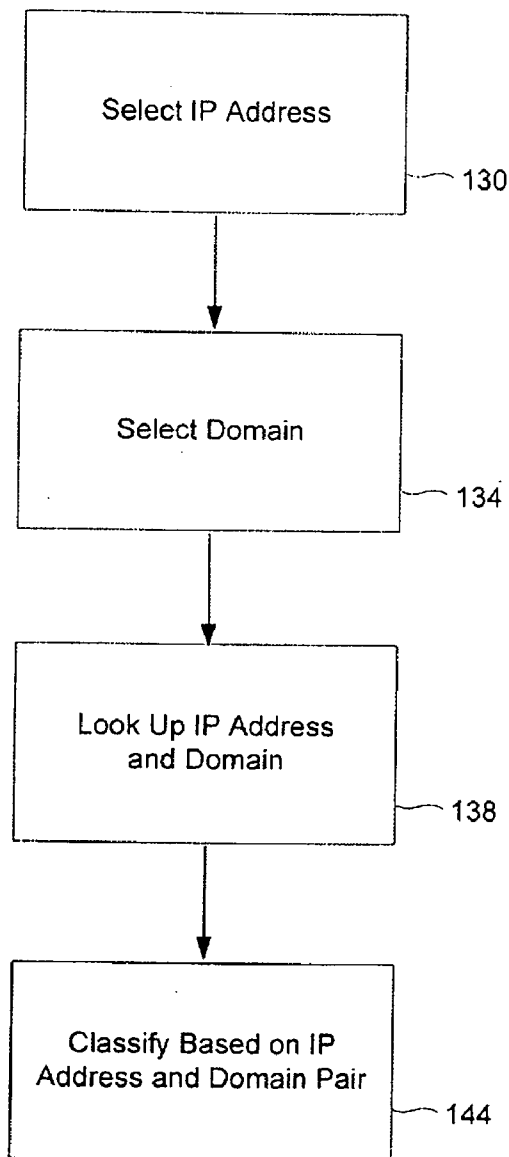 Select IP Address
130
Select Domain
134
Look Up IP Address
and Domain
138
Classify Based on IP
Address and Domain Pair
144